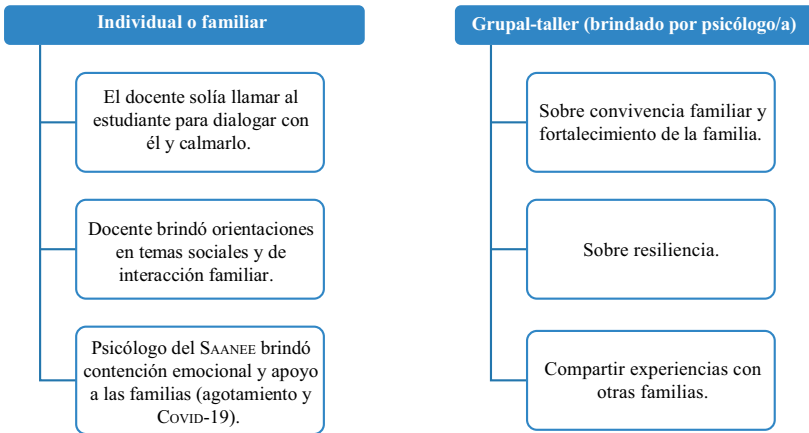 Individual o familiar
El docente solía llamar al
estudiante para dialogar con
él y calmarlo.
Docente brindó orientaciones
en temas sociales y de
interacción familiar.
Psicólogo del SAANEE brindó
contención emocional y apoyo
a las familias (agotamiento y
COVID-19).
Grupal-taller (brindado por psicólogo/a)
Sobre convivencia familiar y
fortalecimiento de la familia.
Sobre resiliencia.
Compartir experiencias con
otras familias.